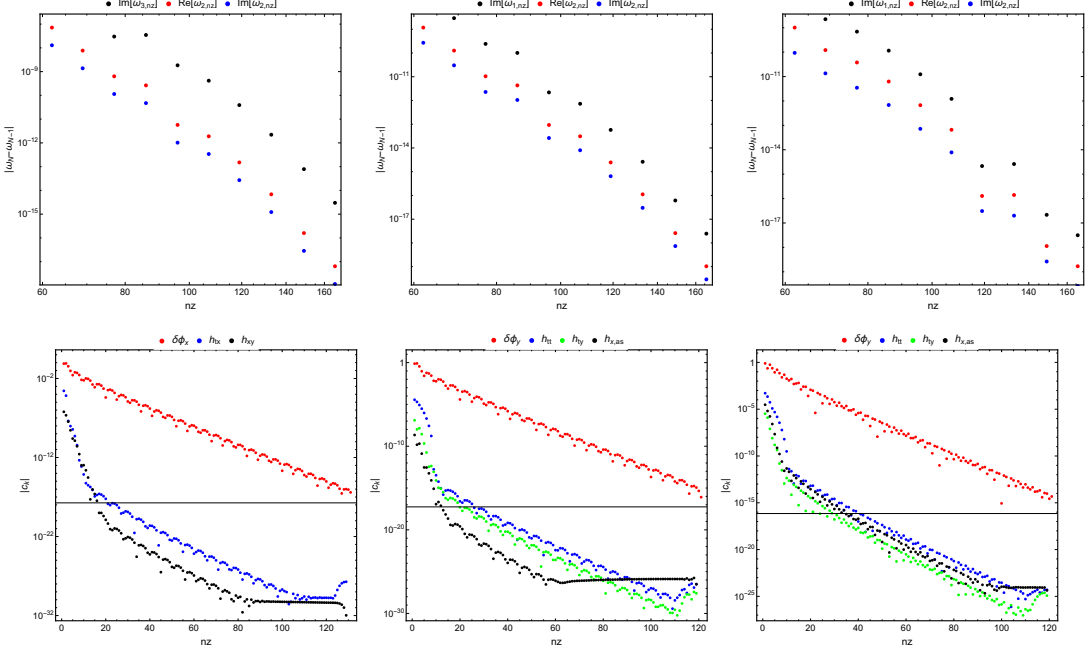 Im[ω3,nz] Re[ω2,nz] Im[ω2,nz]
|ωN-ωN-1|
10^-9
10^-12
10^-15
60 80 100 120 140 160
nz
Im[ω1,nz] Re[ω2,nz] Im[ω2,nz]
|ωN-ωN-1|
10^-11
10^-14
10^-17
60 80 100 120 140 160
nz
Im[ω1,nz] Re[ω2,nz] Im[ω2,nz]
|ωN-ωN-1|
10^-11
10^-14
10^-17
60 80 100 120 140 160
nz
δϕx htx hxy
|ck|
10^-2
10^-12
10^-22
10^-32
0 20 40 60 80 100 120
nz
δϕy htt hty hx,as
|ck|
1
10^-10
10^-20
10^-30
0 20 40 60 80 100 120
nz
δϕy htt hty hx,as
|ck|
1
10^-5
10^-10
10^-15
10^-20
10^-25
0 20 40 60 80 100 120
nz